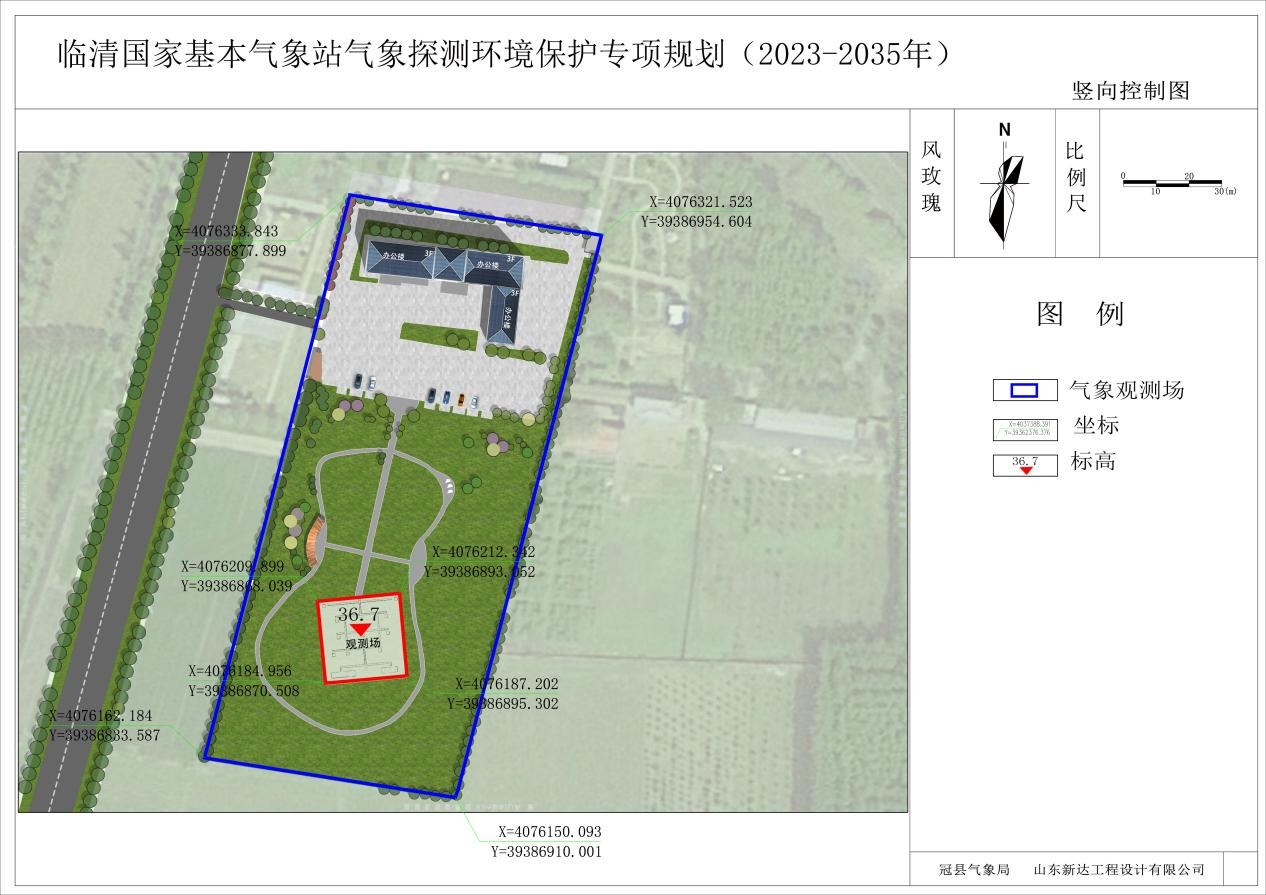 临清国家基本气象站气象探测环境保护专项规划（2023-2035年）
竖向控制图
风玫瑰
N
比例尺
0
20
10
30(m)
X=4076321.523
Y=39386954.604
X=4076333.843
Y=39386877.899
办公楼
3F
办公楼
3F
3F
办公楼
图 例
气象观测场
X=4037388.391
Y=39362376.376
坐标
36.7
标高
X=4076212.342
Y=39386893.052
X=4076209.899
Y=39386868.039
36.7
观测场
X=4076184.956
Y=39386870.508
X=4076187.202
Y=39386895.302
X=4076162.184
Y=39386833.587
X=4076150.093
Y=39386910.001
冠县气象局 山东新达工程设计有限公司